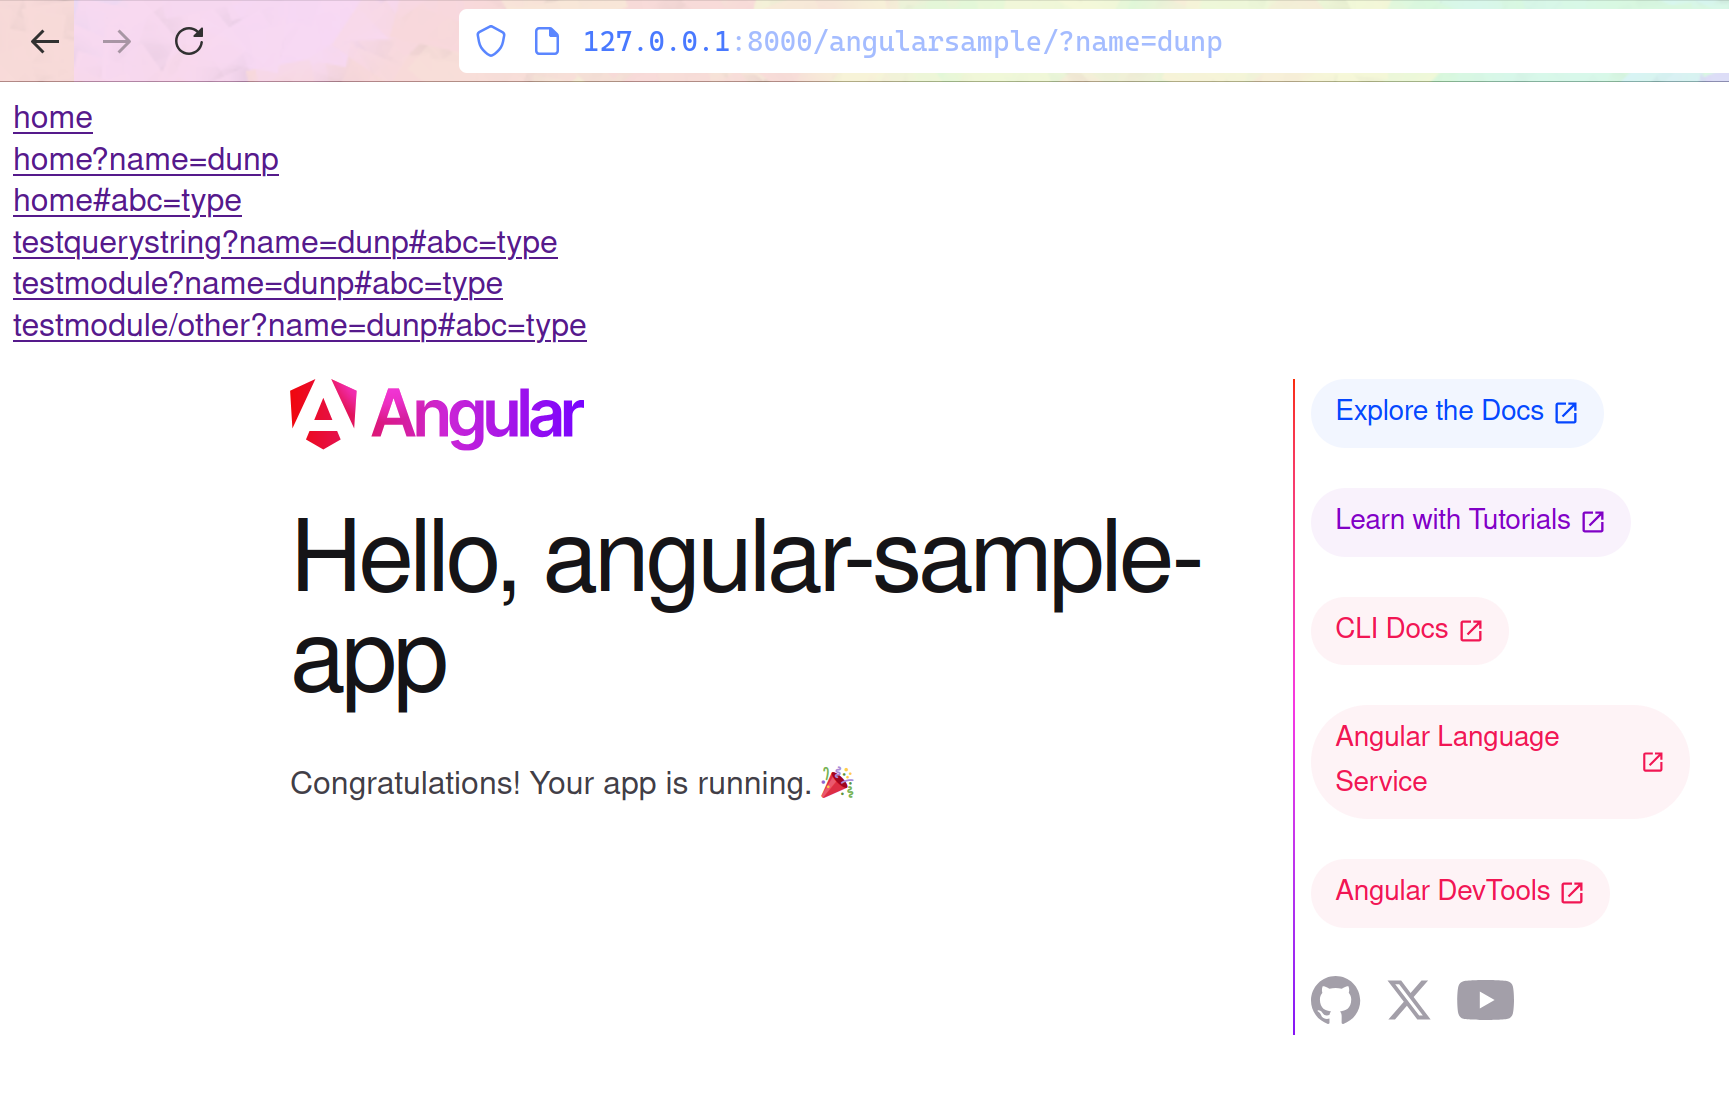 127.0.0.1:8000/angularsample/?name=dunp
home
home?name=dunp
home#abc=type
testquerystring?name=dunp#abc=type
testmodule?name=dunp#abc=type
testmodule/other?name=dunp#abc=type
Angular
Hello, angular-sample-
app
Congratulations! Your app is running. 🎉
Explore the Docs
Learn with Tutorials
CLI Docs
Angular Language
Service
Angular DevTools